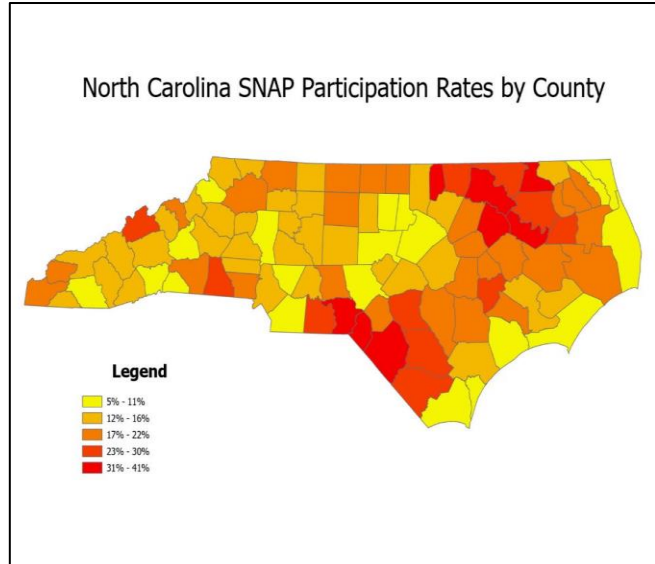 North Carolina SNAP Participation Rates by County
Legend
5% - 11%
12% - 16%
17% - 22%
23% - 30%
31% - 41%